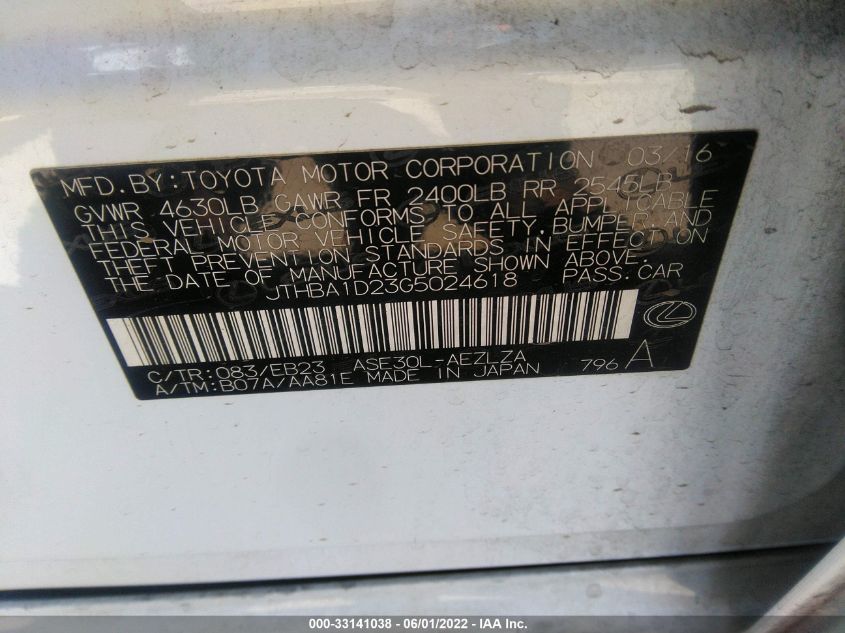 MFD. BY: TOYOTA MOTOR CORPORATION 03/16
GVWR 4630LB GAWR FR 2400LB RR 2545LB
THIS VEHICLE CONFORMS TO ALL APPLICABLE
FEDERAL MOTOR VEHICLE SAFETY, BUMPER, AND
THEFT PREVENTION STANDARDS IN EFFECT ON
THE DATE OF MANUFACTURE SHOWN ABOVE.
JTHBA1D23G5024618 PASS. CAR
C/TR: 083/EB23 ASE30L-AEZLZA
A/TM: B07A/AA81E MADE IN JAPAN 796 A
000-33141038 - 06/01/2022 - IAA Inc.